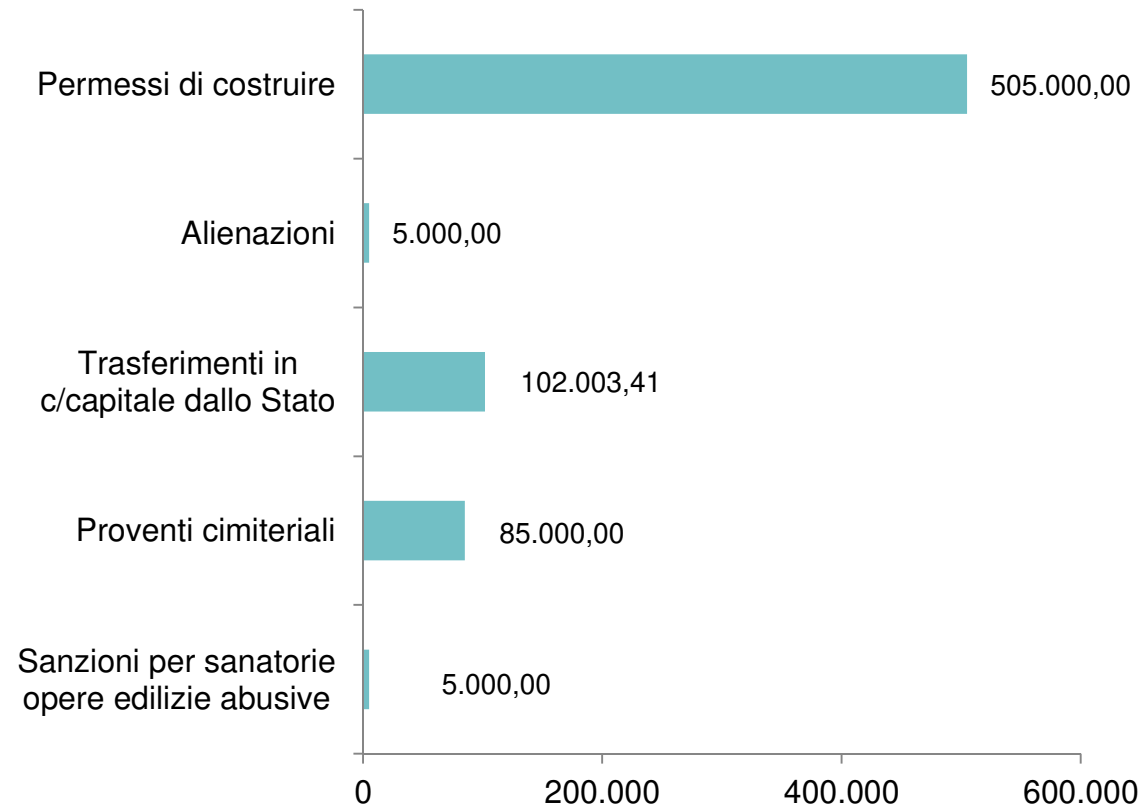 Permessi di costruire
505.000,00
Alienazioni
5.000,00
Trasferimenti in
c/capitale dallo Stato
102.003,41
Proventi cimiteriali
85.000,00
Sanzioni per sanatorie
opere edilizie abusive
5.000,00
0
200.000
400.000
600.000